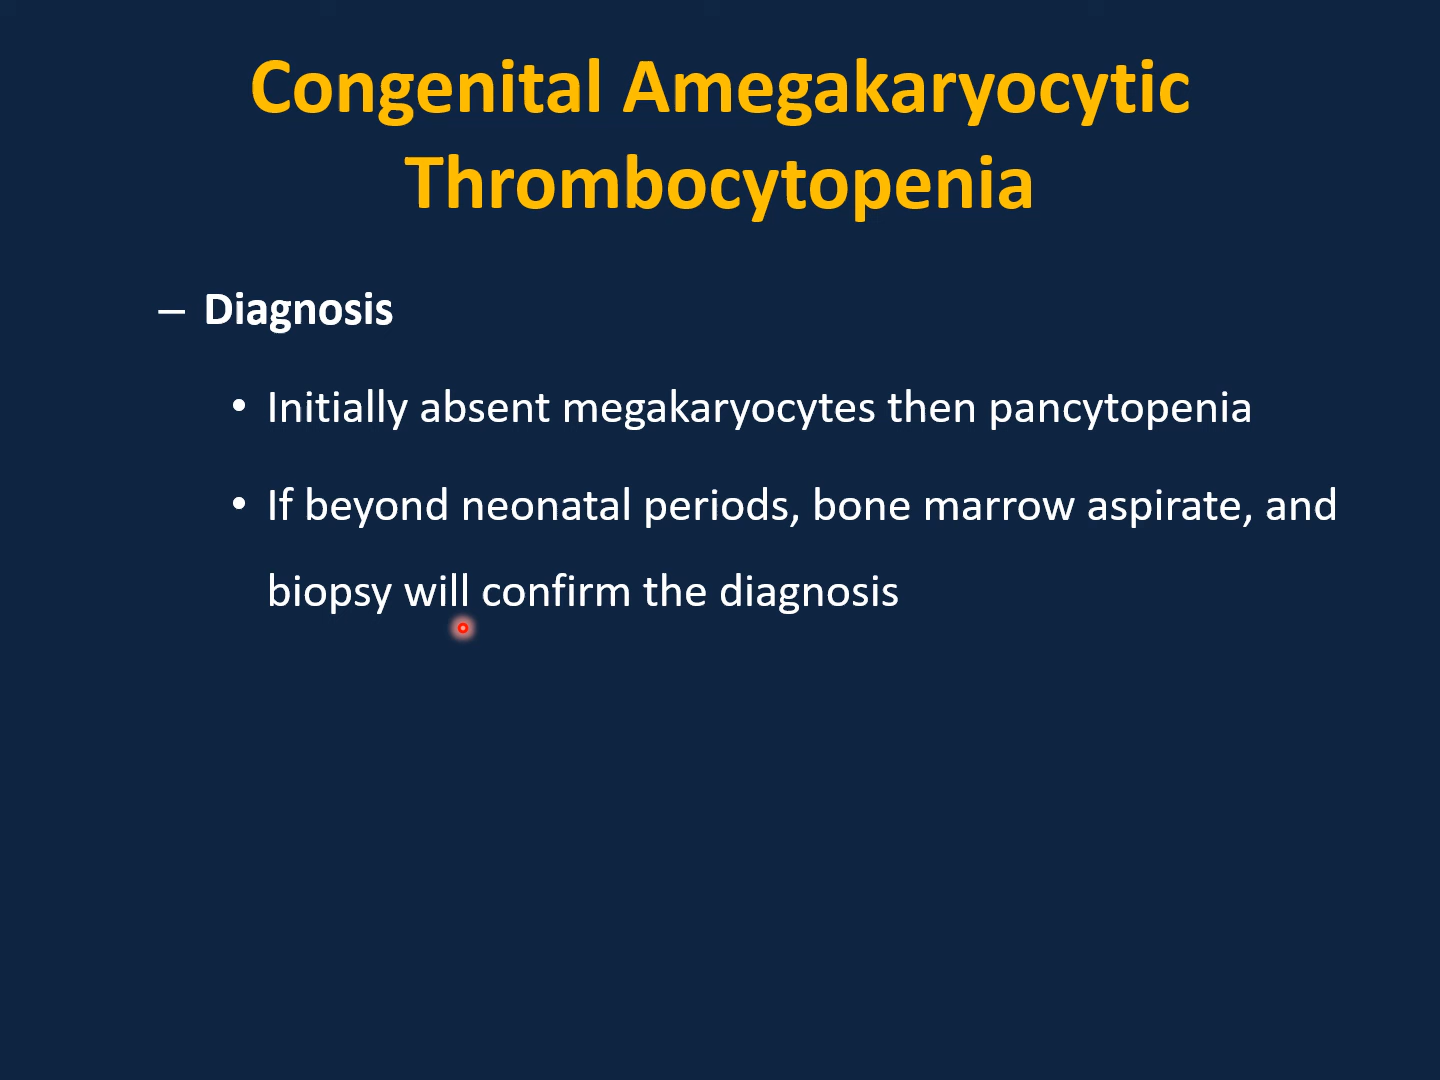 Congenital Amegakaryocytic
Thrombocytopenia
– Diagnosis
• Initially absent megakaryocytes then pancytopenia
• If beyond neonatal periods, bone marrow aspirate, and
biopsy will confirm the diagnosis